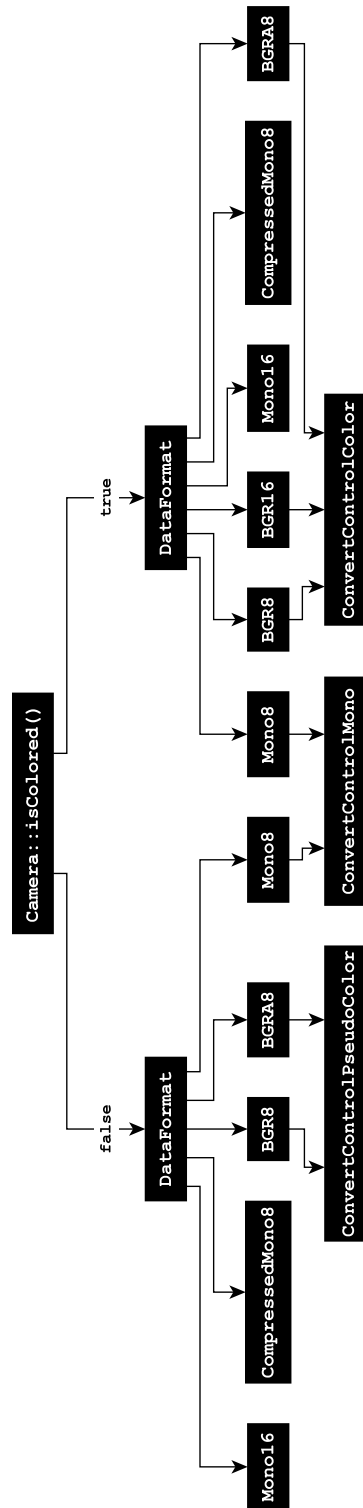 Camera::isColored()
false
true
DataFormat
DataFormat
Mono16
CompressedMono8
BGR8
BGRA8
Mono8
Mono8
BGR8
BGR16
Mono16
CompressedMono8
BGRA8
ConvertControlPseudoColor
ConvertControlMono
ConvertControlColor